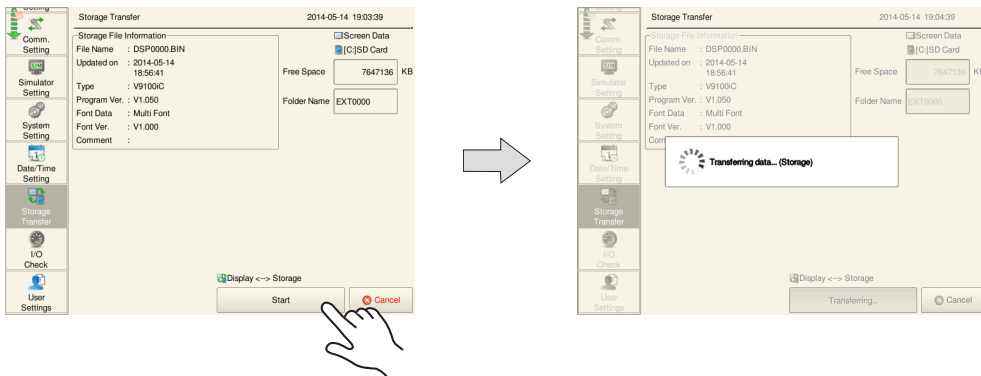 Setting
Storage Transfer 2014-05-14 19:03:39
Comm.
Setting
Simulator
Setting
System
Setting
Date/Time
Setting
Storage
Transfer
I/O
Check
User
Settings
Storage File Information
File Name : DSP0000.BIN
Updated on : 2014-05-14
18:56:41
Type : V9100iC
Program Ver. : V1.050
Font Data : Multi Font
Font Ver. : V1.000
Comment :
Screen Data
[C:]SD Card
Free Space 7647136 KB
Folder Name EXT0000
Display <--> Storage
Start
Cancel
Storage Transfer 2014-05-14 19:04:39
Comm.
Setting
Simulator
Setting
System
Setting
Date/Time
Setting
Storage
Transfer
I/O
Check
User
Settings
Storage File Information
File Name : DSP0000.BIN
Updated on : 2014-05-14
18:56:41
Type : V9100iC
Program Ver. : V1.050
Font Data : Multi Font
Font Ver. : V1.000
Screen Data
[C:]SD Card
Free Space 7647136
Folder Name EXT0000
Transferring data... (Storage)
Display <--> Storage
Transferring..
Cancel